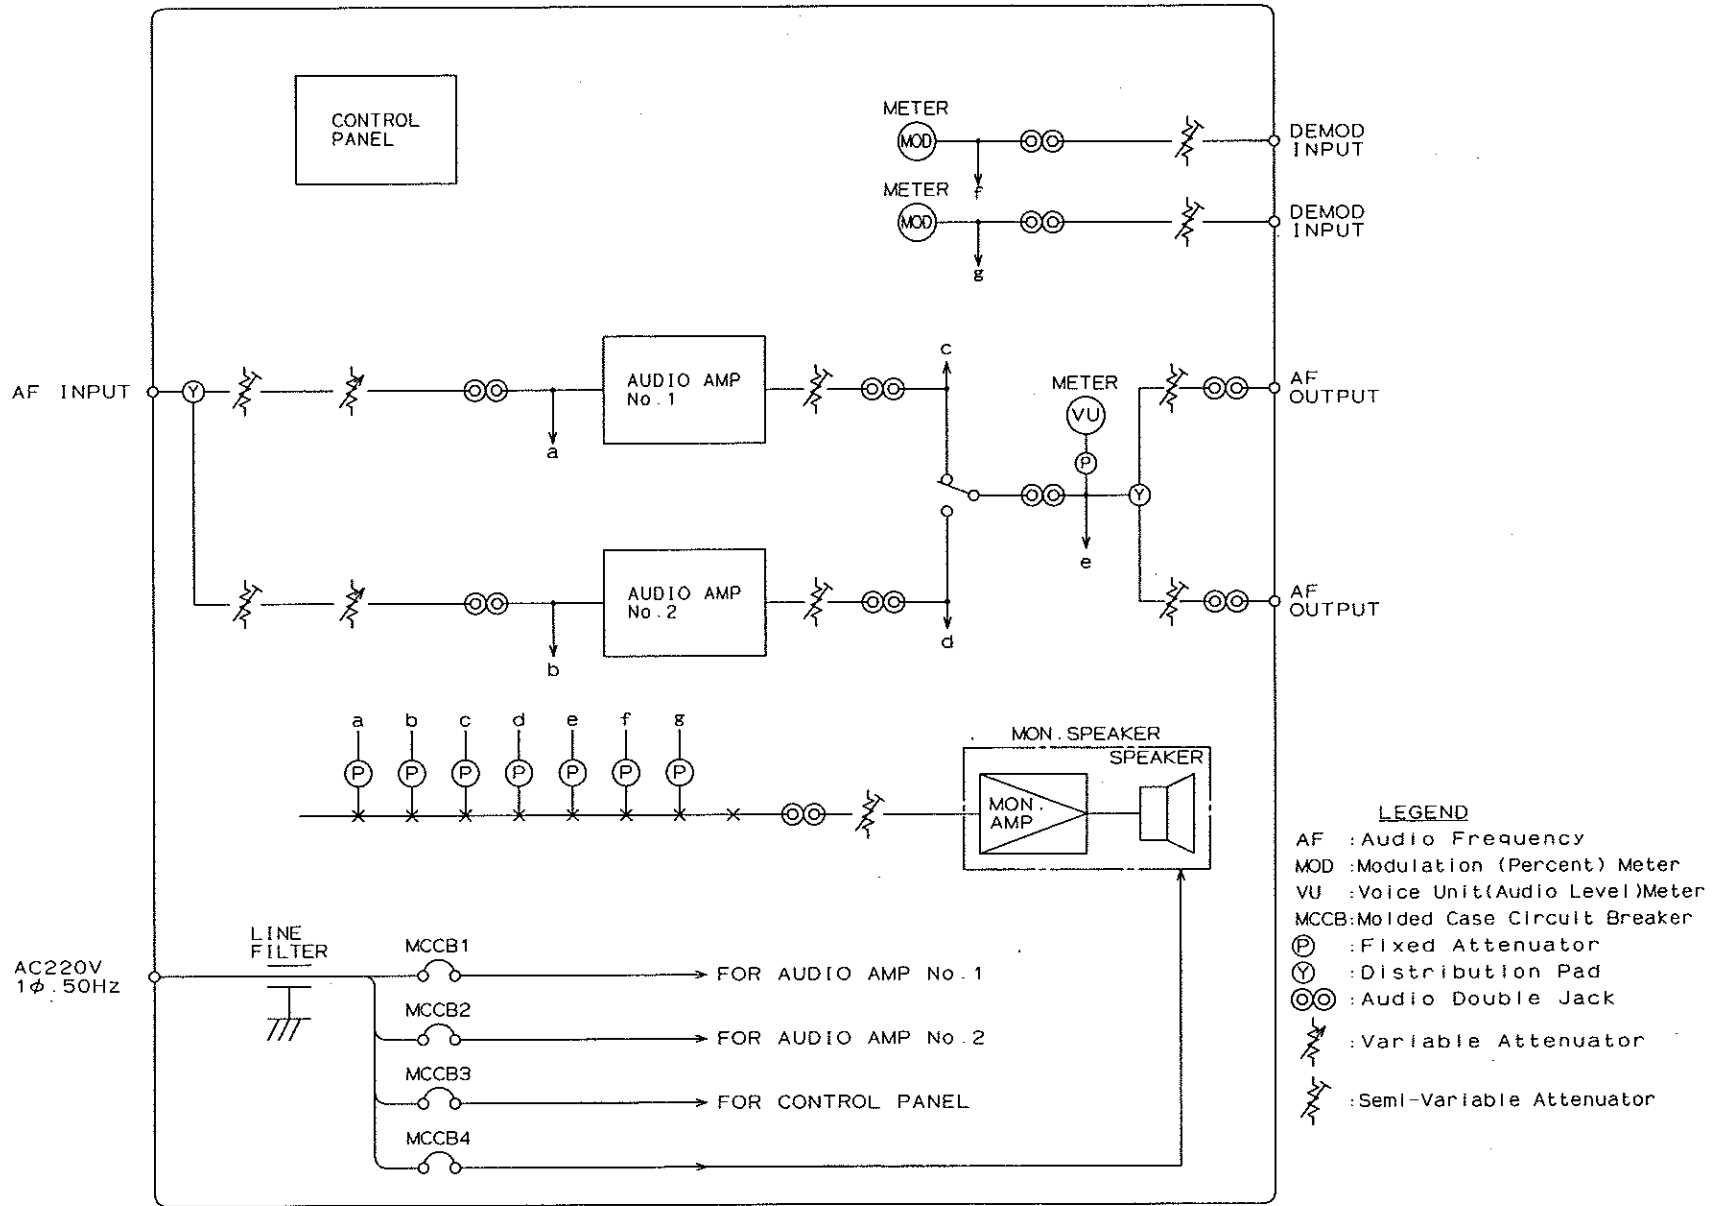 CONTROL
PANEL
METER
MOD
f
DEMOD
INPUT
METER
MOD
g
DEMOD
INPUT
AF INPUT
Y
a
AUDIO AMP
No.1
c
METER
VU
P
Y
e
AF
OUTPUT
b
AUDIO AMP
No.2
d
AF
OUTPUT
a b c d e f g
P P P P P P P
MON.SPEAKER
SPEAKER
MON.
AMP
LINE
FILTER
AC220V
1φ.50Hz
MCCB1
FOR AUDIO AMP No.1
MCCB2
FOR AUDIO AMP No.2
MCCB3
FOR CONTROL PANEL
MCCB4
LEGEND
AF :Audio Frequency
MOD :Modulation (Percent) Meter
VU :Voice Unit(Audio Level)Meter
MCCB:Molded Case Circuit Breaker
P :Fixed Attenuator
Y :Distribution Pad
:Audio Double Jack
:Variable Attenuator
:Semi-Variable Attenuator